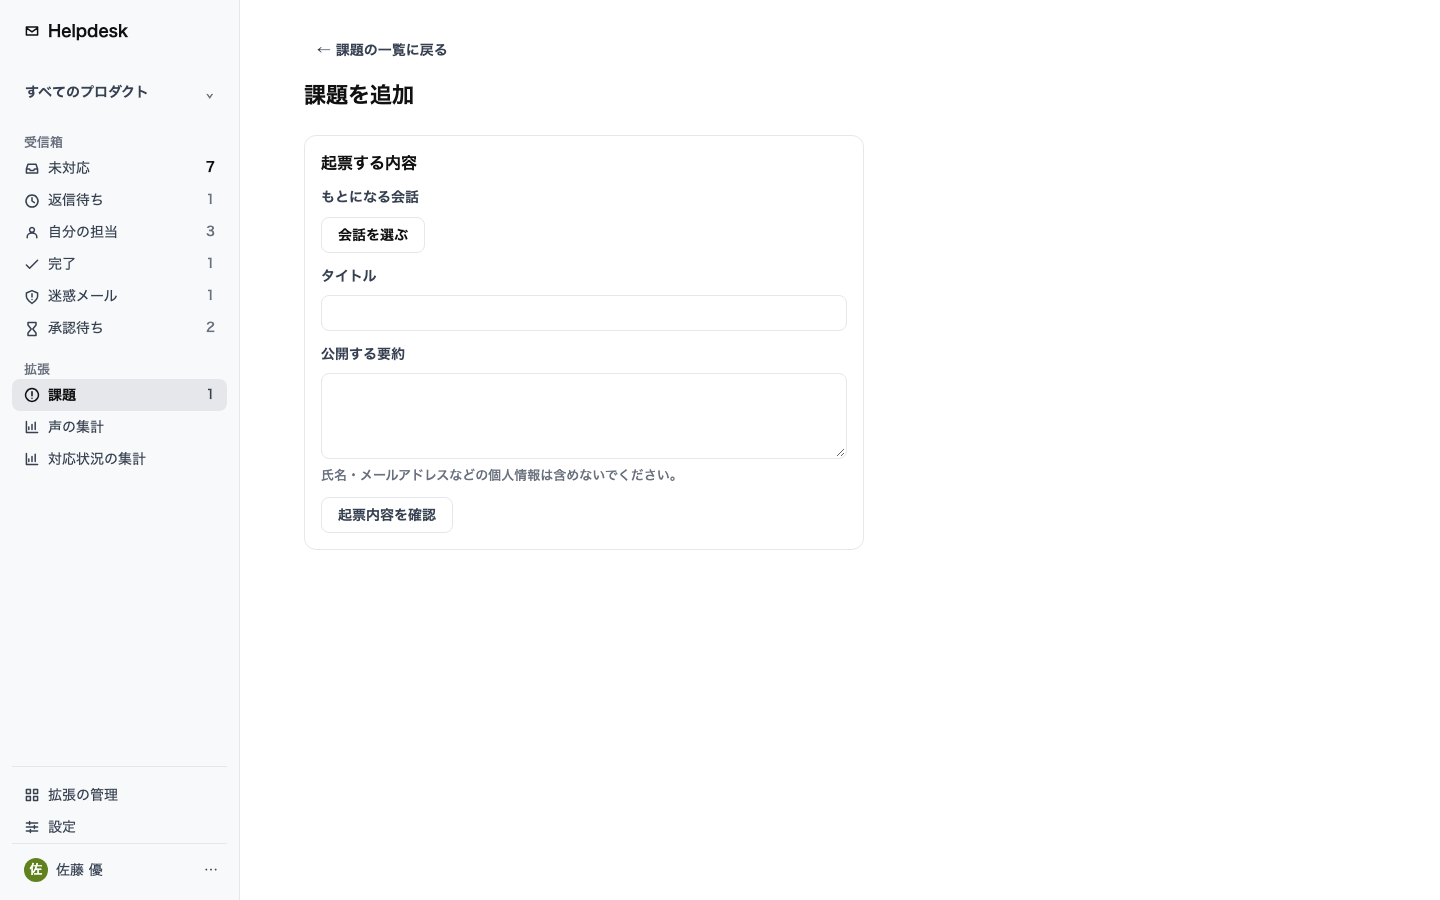 Helpdesk
すべてのプロダクト
受信箱
未対応 7
返信待ち 1
自分の担当 3
完了 1
迷惑メール 1
承認待ち 2
拡張
課題 1
声の集計
対応状況の集計
拡張の管理
設定
佐 佐藤 優 …
← 課題の一覧に戻る
課題を追加
起票する内容
もとになる会話
会話を選ぶ
タイトル
公開する要約
氏名・メールアドレスなどの個人情報は含めないでください。
起票内容を確認